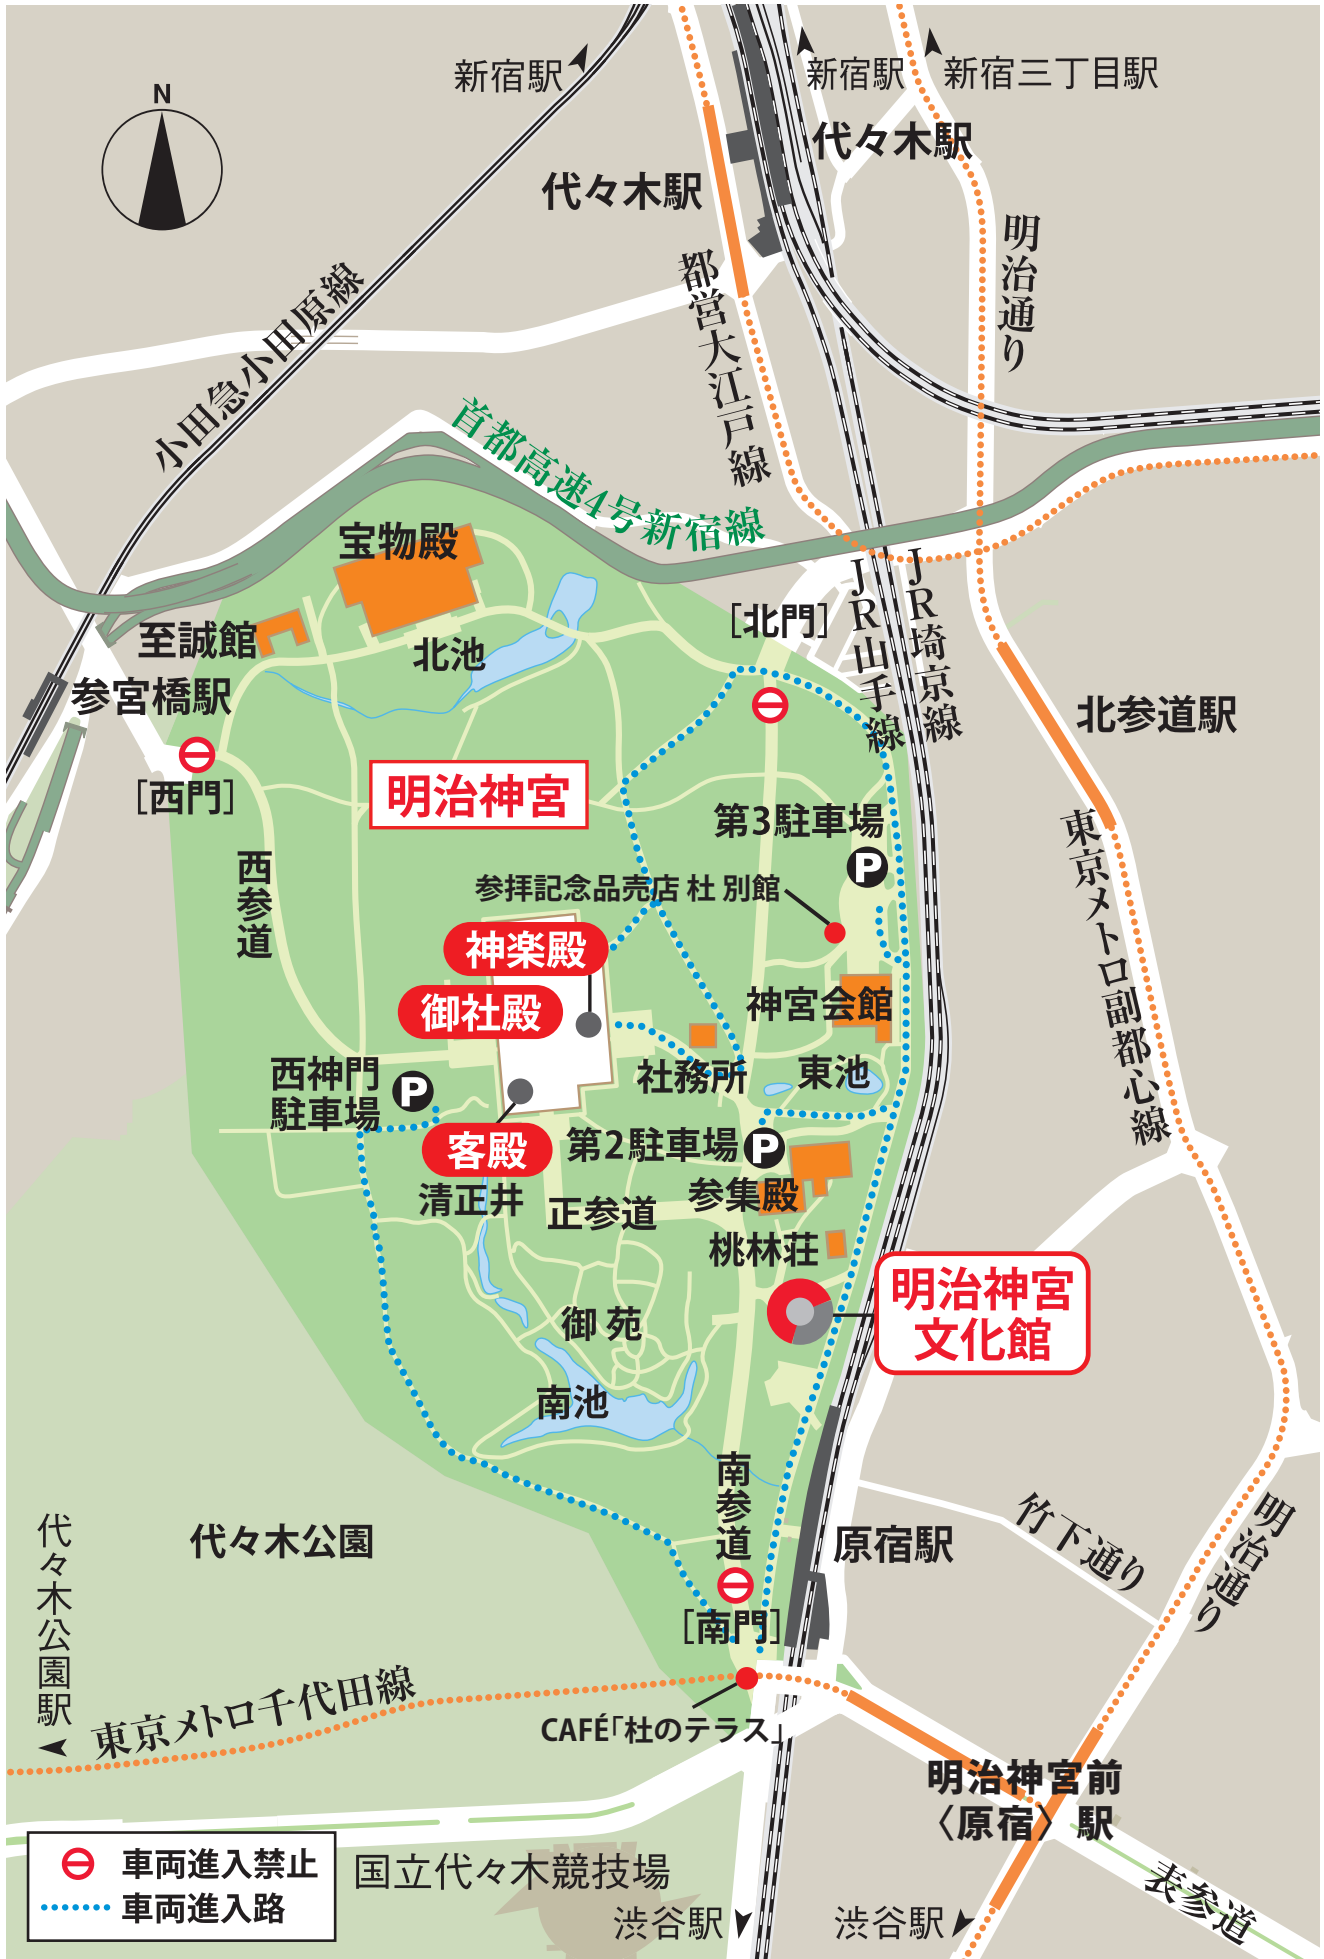 新宿駅
新宿駅
新宿三丁目駅
N
代々木駅
代々木駅
明治通り
都営大江戸線
小田急小田原線
首都高速4号新宿線
宝物殿
至誠館
北池
[北門]
JR山手線
JR埼京線
参宮橋駅
北参道駅
[西門]
明治神宮
第3駐車場
P
東京メトロ副都心線
西参道
参拝記念品売店 杜 別館
神楽殿
御社殿
神宮会館
西神門
駐車場
P
社務所
東池
客殿
第2駐車場
P
清正井
正参道
参集殿
桃林荘
明治神宮
文化館
御苑
南池
南参道
代々木公園
代々木公園駅
原宿駅
竹下通り
明治通り
[南門]
東京メトロ千代田線
CAFÉ「杜のテラス」
明治神宮前
〈原宿〉駅
車両進入禁止
車両進入路
国立代々木競技場
渋谷駅
渋谷駅
表参道